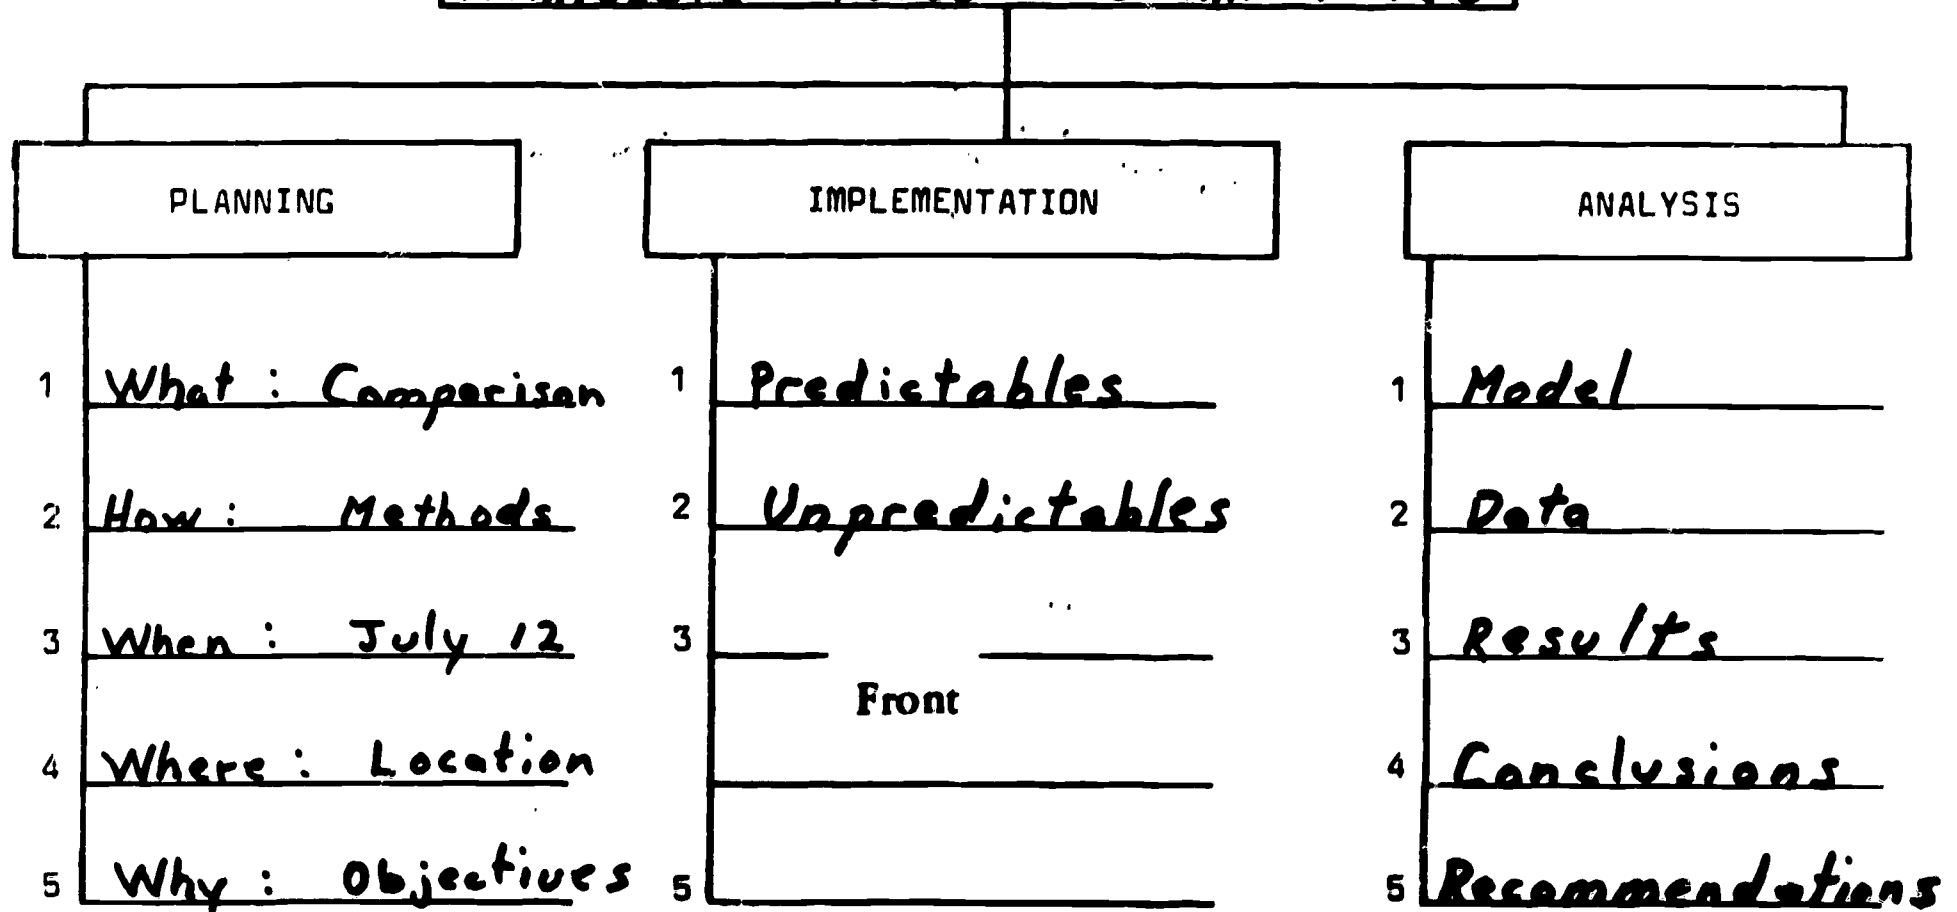 PLANNING
1 What : Comparison
2 How : Methods
3 When : July 12
4 Where : Location
5 Why : Objectives
IMPLEMENTATION
1 Predictables
2 Unpredictables
3
Front
5
ANALYSIS
1 Model
2 Data
3 Results
4 Conclusions
5 Recommendations